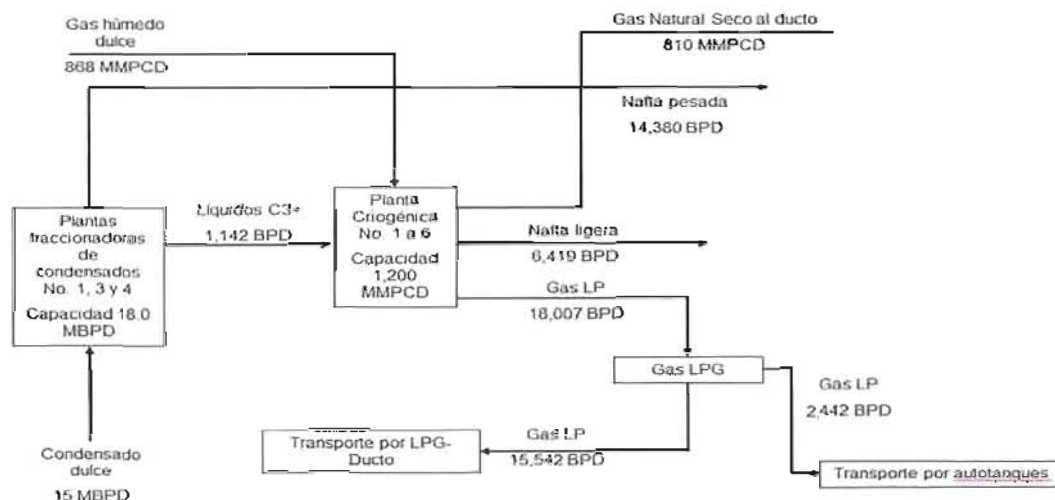 Gas húmedo
dulce
868 MMPCD
Gas Natural Seco al ducto
810 MMPCD
Nafta pesada
14,380 BPD
Plantas
fraccionadoras
de
condensados
No. 1, 3 y 4
Capacidad 18.0
MBPD
Líquidos C3+
1,142 BPD
Planta
Criogénica
No. 1 a 6
Capacidad
1,200
MMPCD
Nafta ligera
6,419 BPD
Gas LP
18,007 BPD
Gas LPG
Gas LP
2,442 BPD
Transporte por LPG-
Ducto
Gas LP
15,542 BPD
Transporte por autotanques
Condensado
dulce
15 MBPD